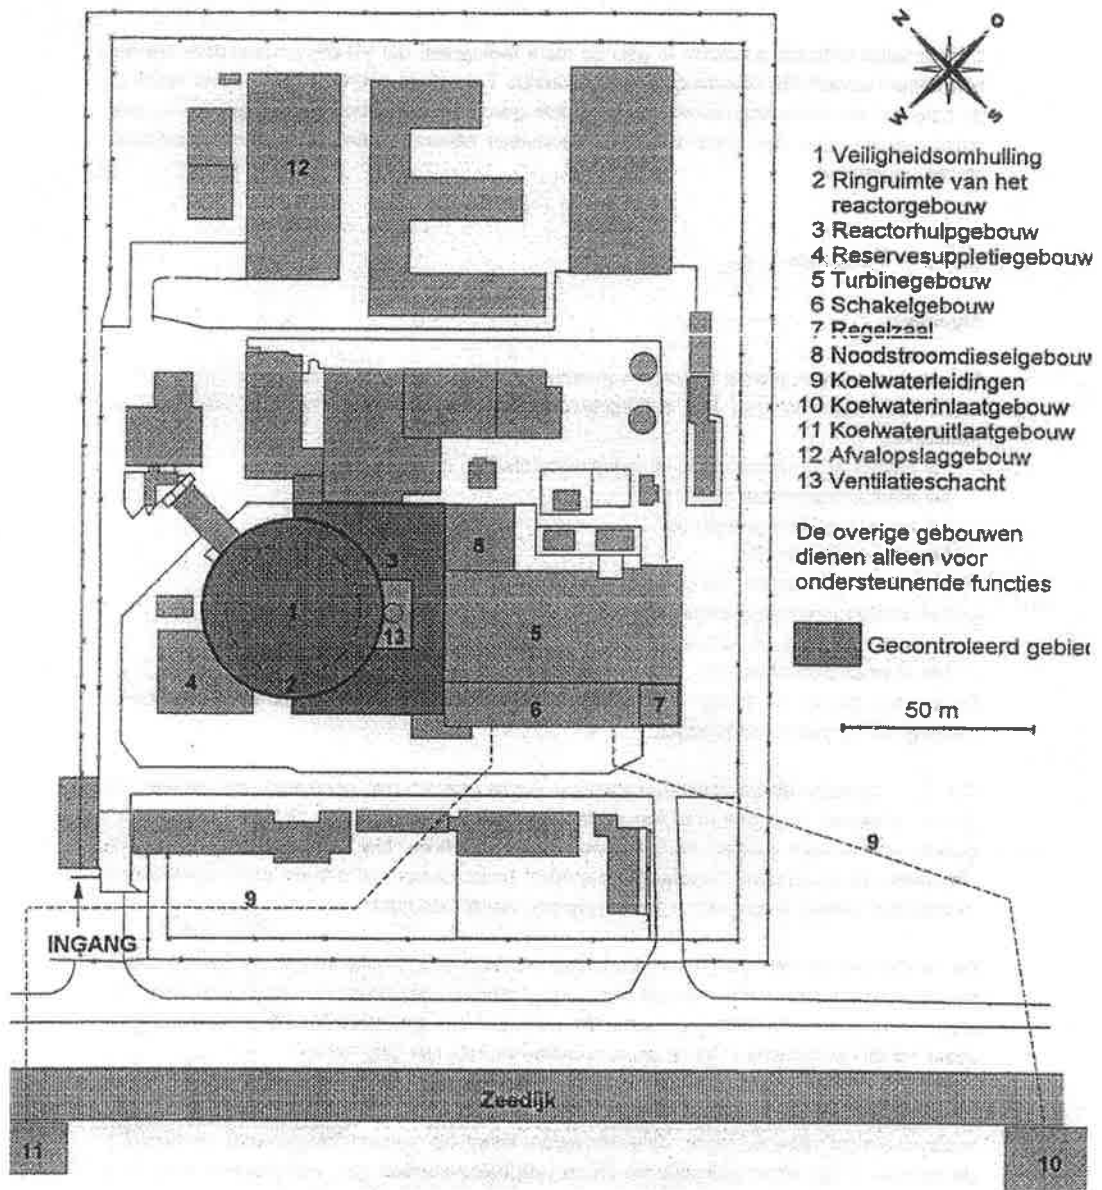 N
O
W
S
1 Veiligheidsomhulling
2 Ringruimte van het
reactorgebouw
3 Reactorhulpgebouw
4 Reservesuppletiegebouw
5 Turbinegebouw
6 Schakelgebouw
7 Regelzaal
8 Noodstroomdieselgebouw
9 Koelwaterleidingen
10 Koelwaterinlaatgebouw
11 Koelwateruitlaatgebouw
12 Afvalopslaggebouw
13 Ventilatieschacht
De overige gebouwen
dienen alleen voor
ondersteunende functies
Gecontroleerd gebied
50 m
12
3
8
1
13
5
4
2
6
7
9
9
INGANG
Zeedijk
11
10